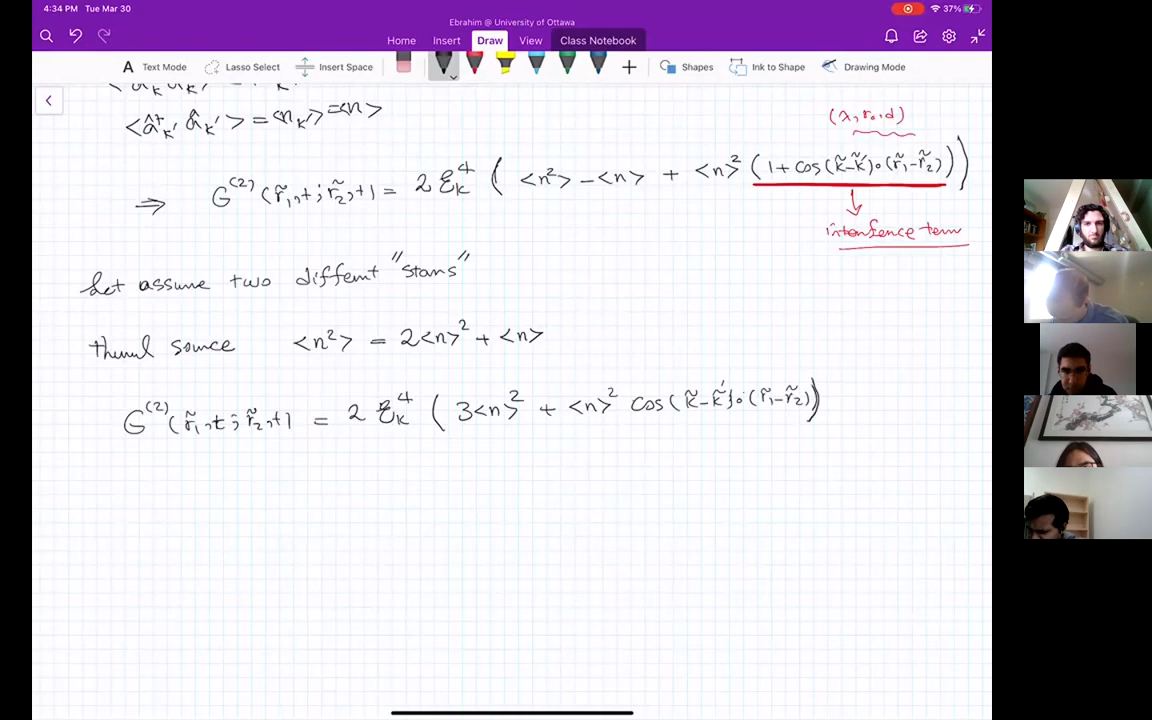 4:34 PM Tue Mar 30
37%
Ebrahim @ University of Ottawa
Home Insert Draw View Class Notebook
Text Mode Lasso Select Insert Space Shapes Ink to Shape Drawing Mode
<â†ₖ' âₖ'> = <nₖ'> = <n>
(λ, r₀, d)
⇒ G⁽²⁾(r̃₁,t; r̃₂,t) = 2 ℰₖ⁴ ( <n²> - <n> + <n>² (1 + cos(k̃-k̃')∘(r̃₁-r̃₂)) )
intenfence term
Let assume two different "stars"
thermal source <n²> = 2<n>² + <n>
G⁽²⁾(r̃₁,t; r̃₂,t) = 2 ℰₖ⁴ ( 3<n>² + <n>² cos(k̃-k̃')∘(r̃₁-r̃₂))